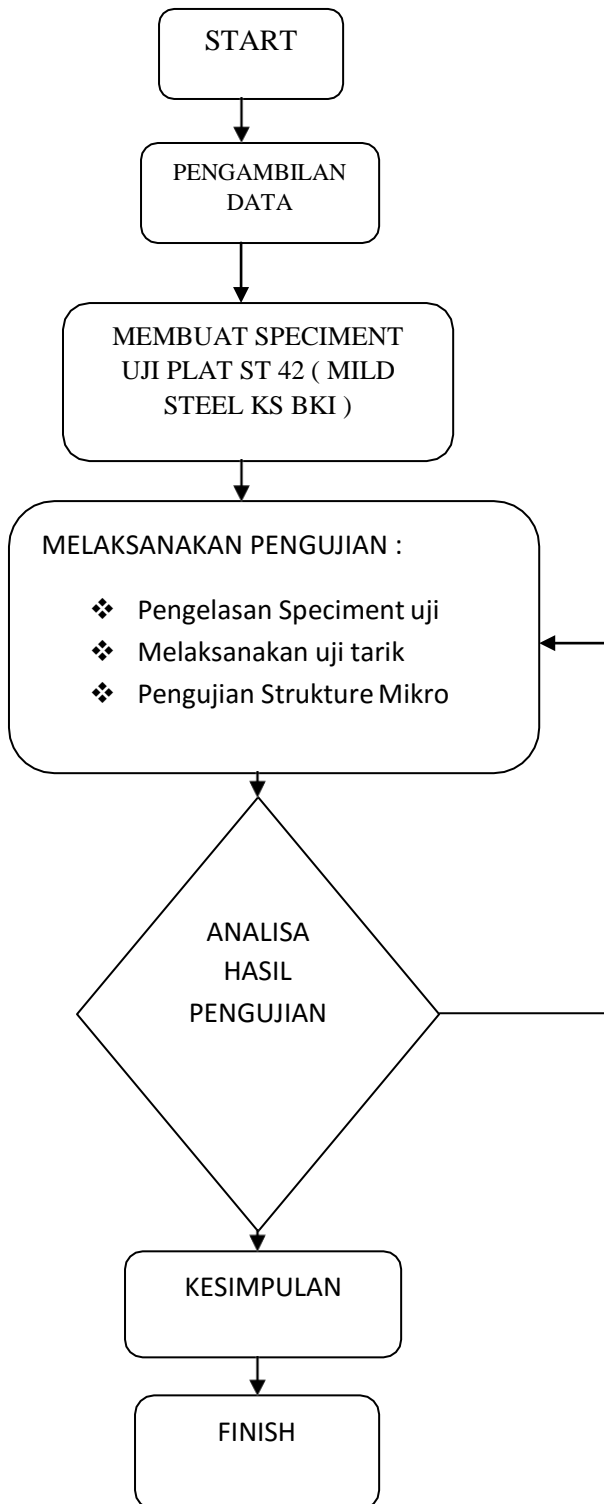 START
PENGAMBILAN
DATA
MEMBUAT SPECIMENT
UJI PLAT ST 42 ( MILD
STEEL KS BKI )
MELAKSANAKAN PENGUJIAN :
❖ Pengelasan Speciment uji
❖ Melaksanakan uji tarik
❖ Pengujian Strukture Mikro
ANALISA
HASIL
PENGUJIAN
KESIMPULAN
FINISH